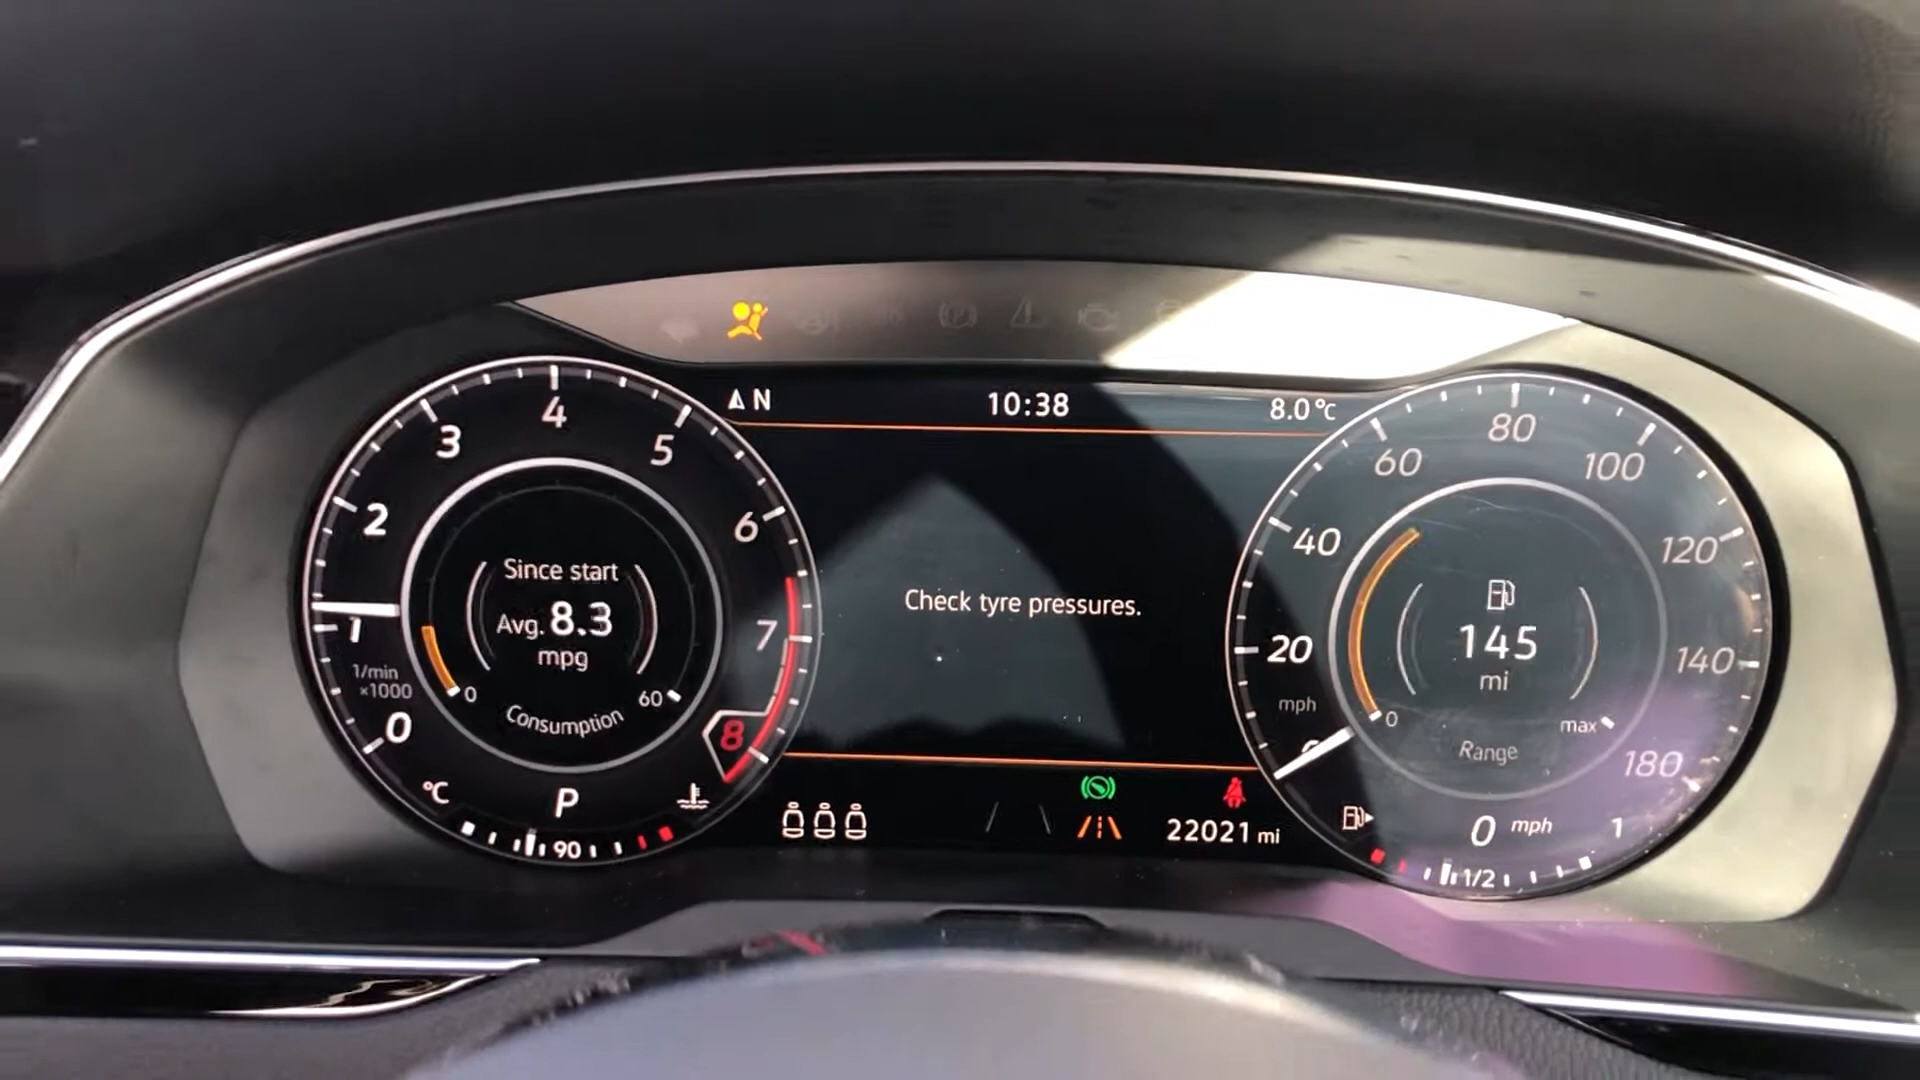 N
10:38
8.0°C
0
1
2
3
4
5
6
7
8
1/min
×1000
Since start
Avg. 8.3
mpg
0
60
Consumption
°C
P
90
Check tyre pressures.
22021 mi
20
40
60
80
100
120
140
180
mph
145
mi
0
max
Range
0 mph
1
1/2